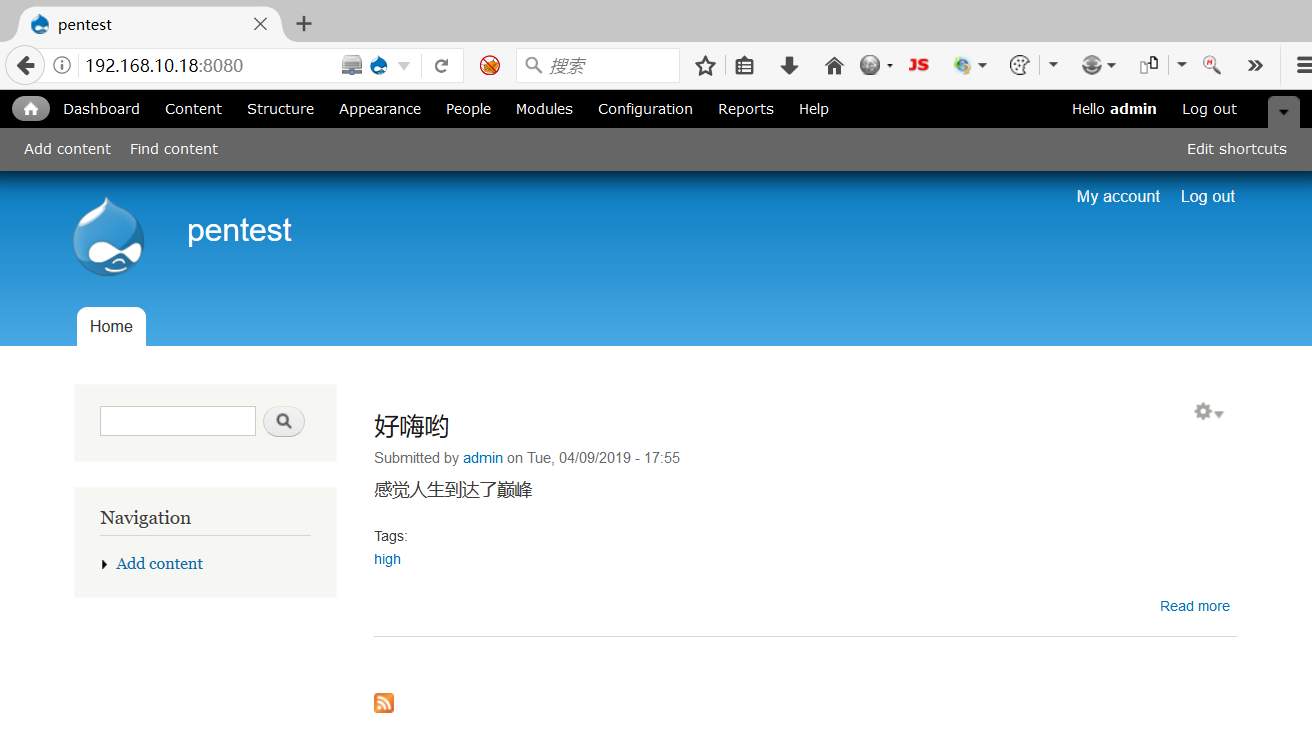 pentest
192.168.10.18:8080
搜索
JS
Dashboard Content Structure Appearance People Modules Configuration Reports Help Hello admin Log out
Add content Find content Edit shortcuts
My account Log out
pentest
Home
Navigation
Add content
好嗨哟
Submitted by admin on Tue, 04/09/2019 - 17:55
感觉人生到达了巅峰
Tags:
high
Read more